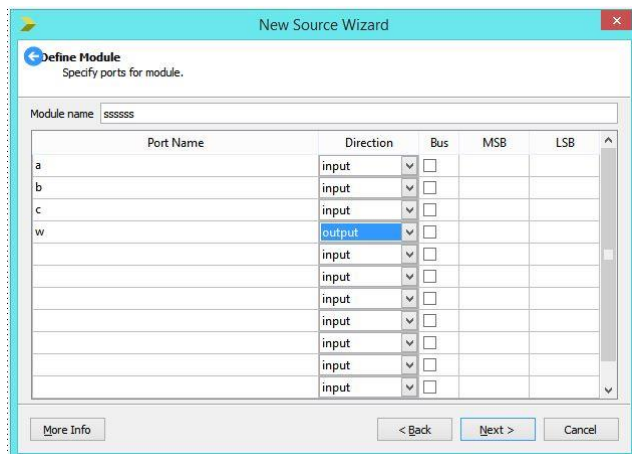 New Source Wizard
Define Module
Specify ports for module.
Module name ssssss
Port Name Direction Bus MSB LSB
a input
b input
c input
w output
input
input
input
input
input
input
input
More Info < Back Next > Cancel